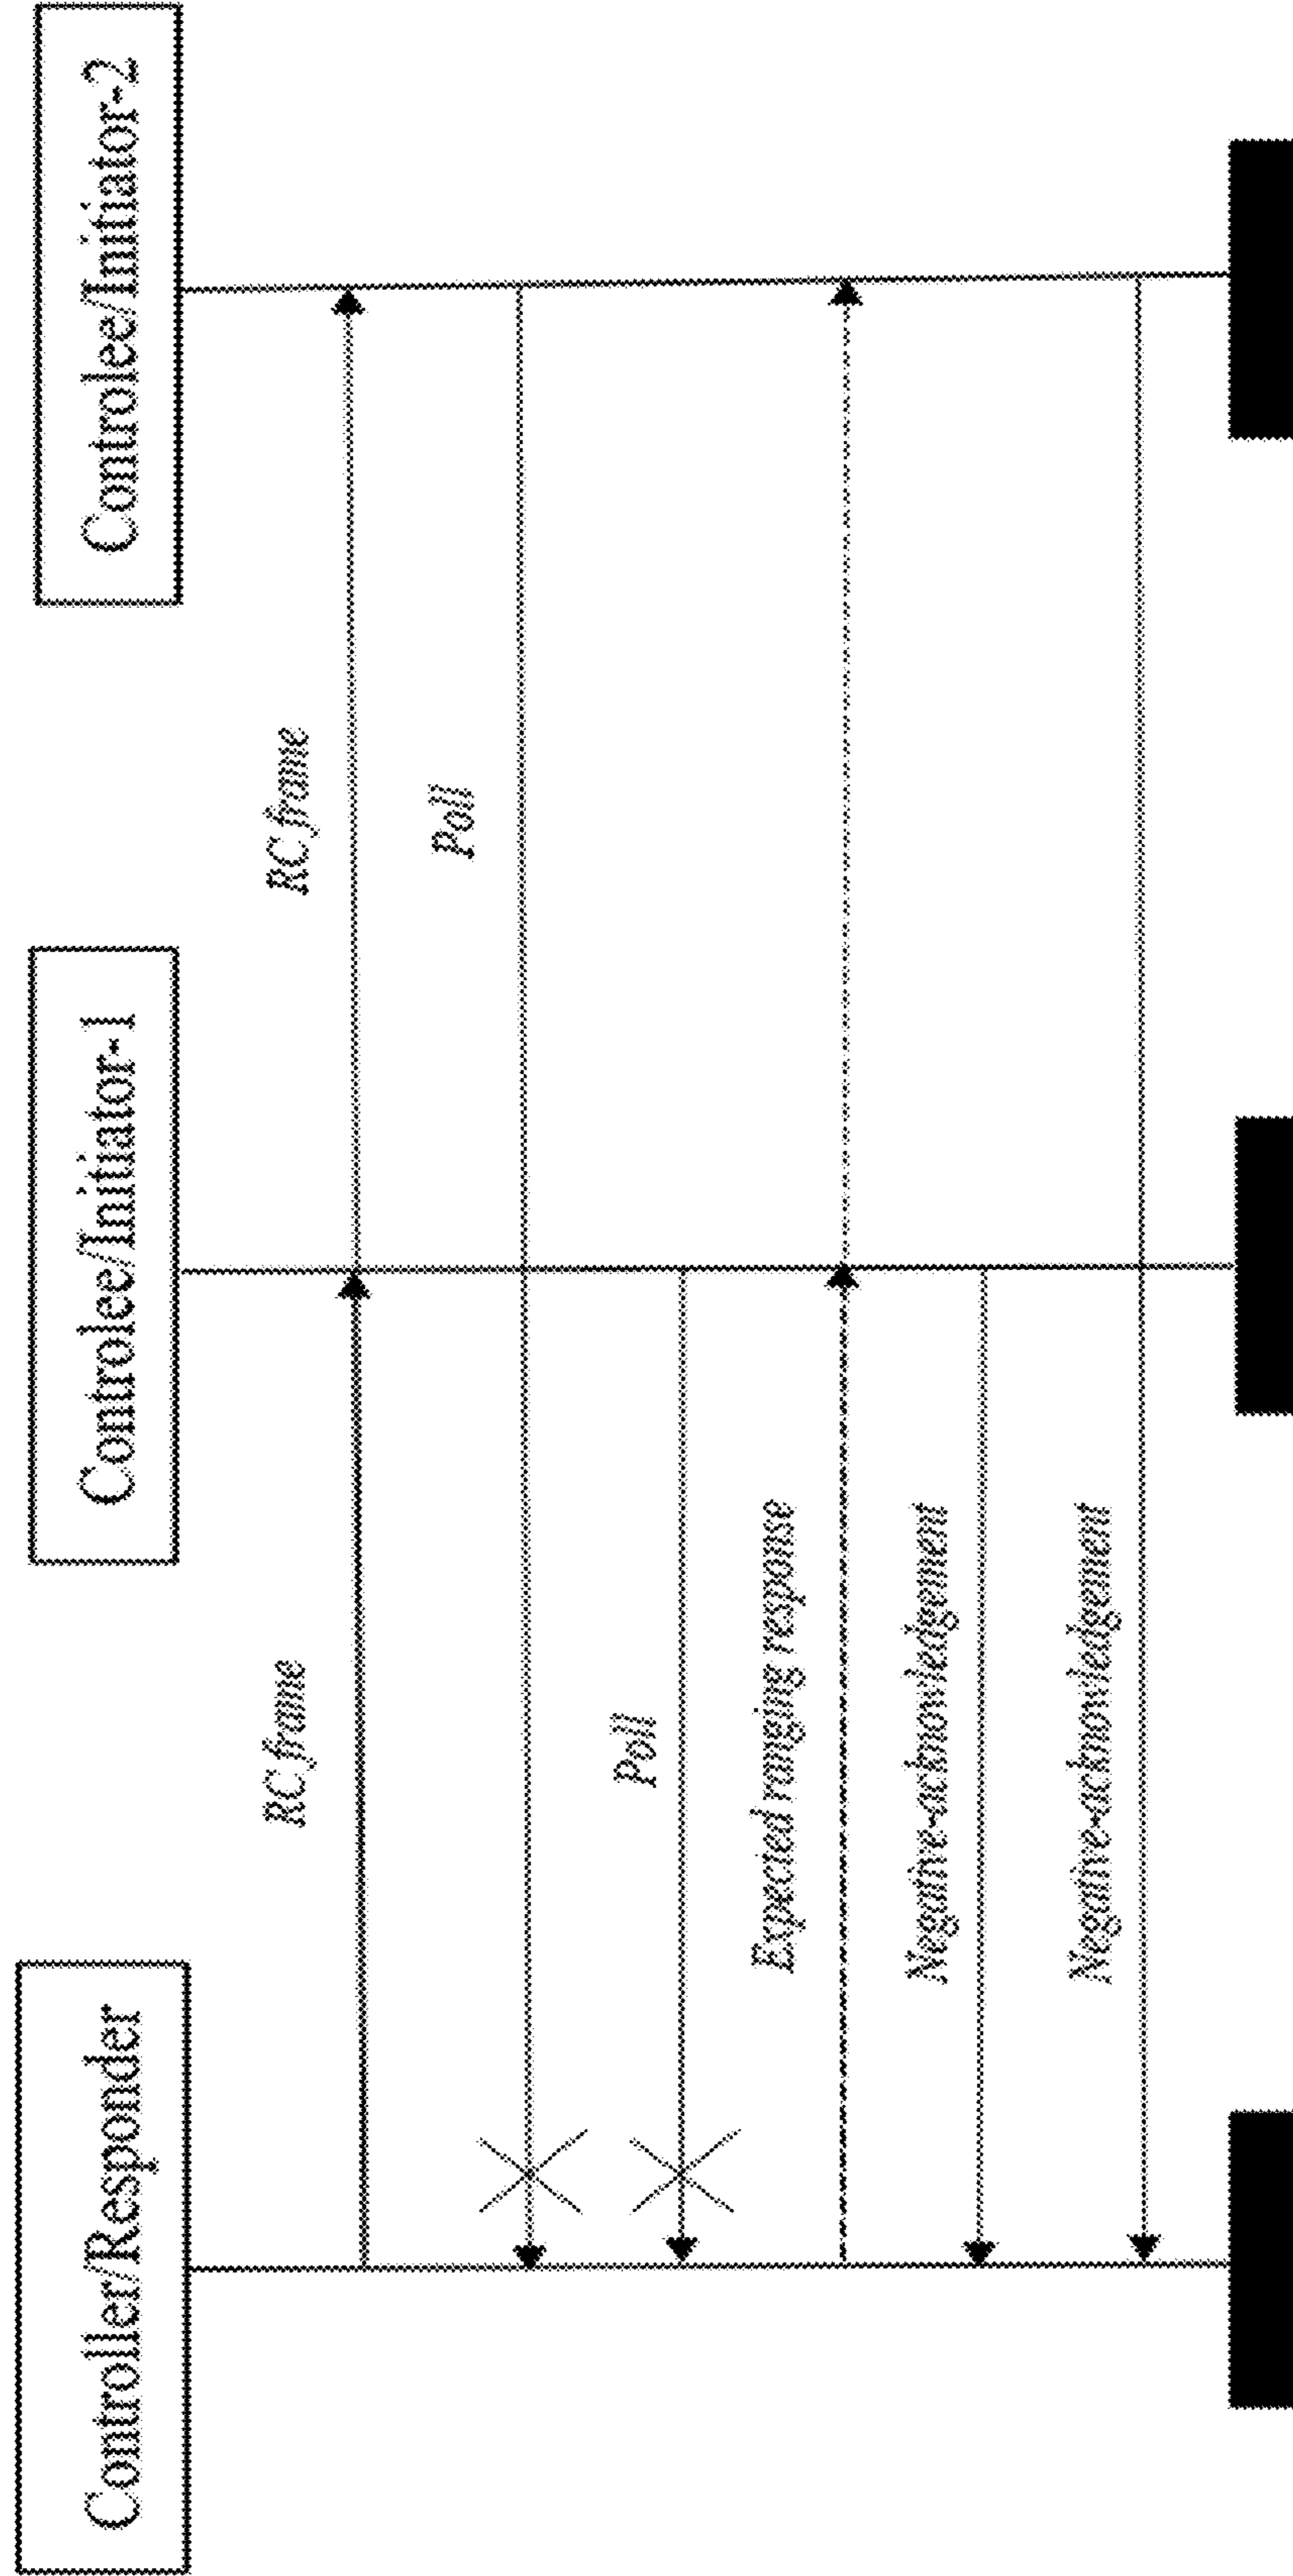 Controller/Responder
Controlee/Initiator-1
Controlee/Initiator-2
RC frame
RC frame
Poll
Poll
Expected ranging response
Negative-acknowledgement
Negative-acknowledgement